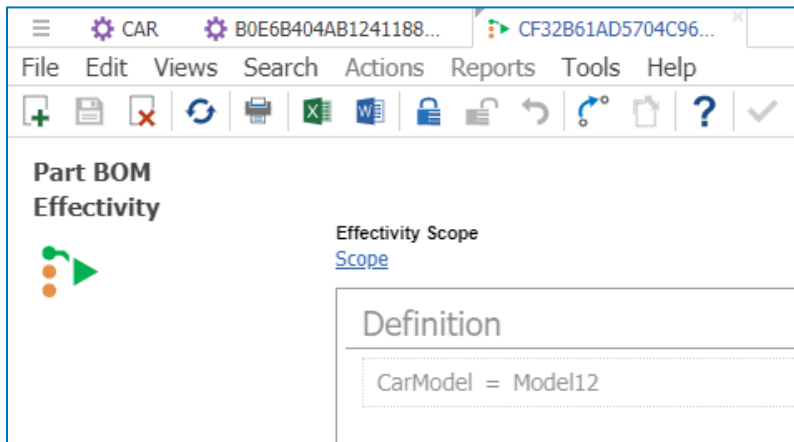 CAR B0E6B404AB1241188... CF32B61AD5704C96...
File Edit Views Search Actions Reports Tools Help
Part BOM
Effectivity
Effectivity Scope
Scope
Definition
CarModel = Model12